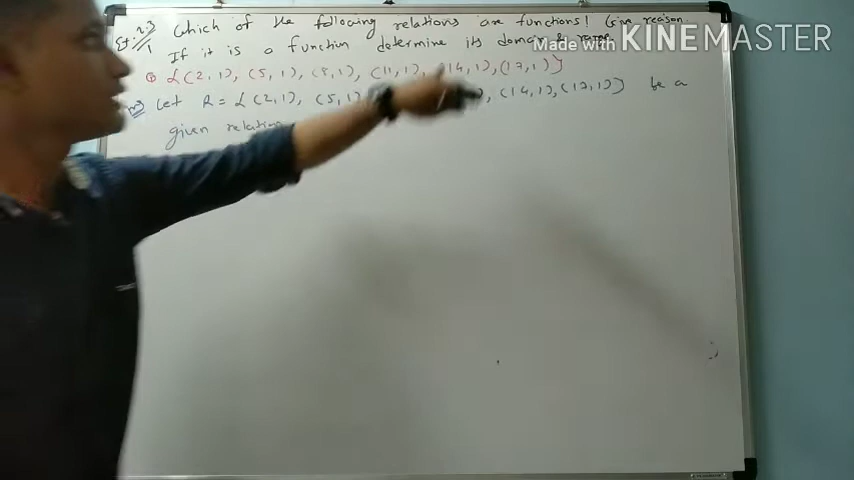 Ex: 2.3 Which of the following relations are functions? Give reason.
1 If it is a function determine its domain &
① {(2,1), (5,1), (8,1), (11,1), (14,1), (17,1)}
Let R = {(2,1), (5,1), (14,1), (17,1)} be a
given relation
Made with KINEMASTER